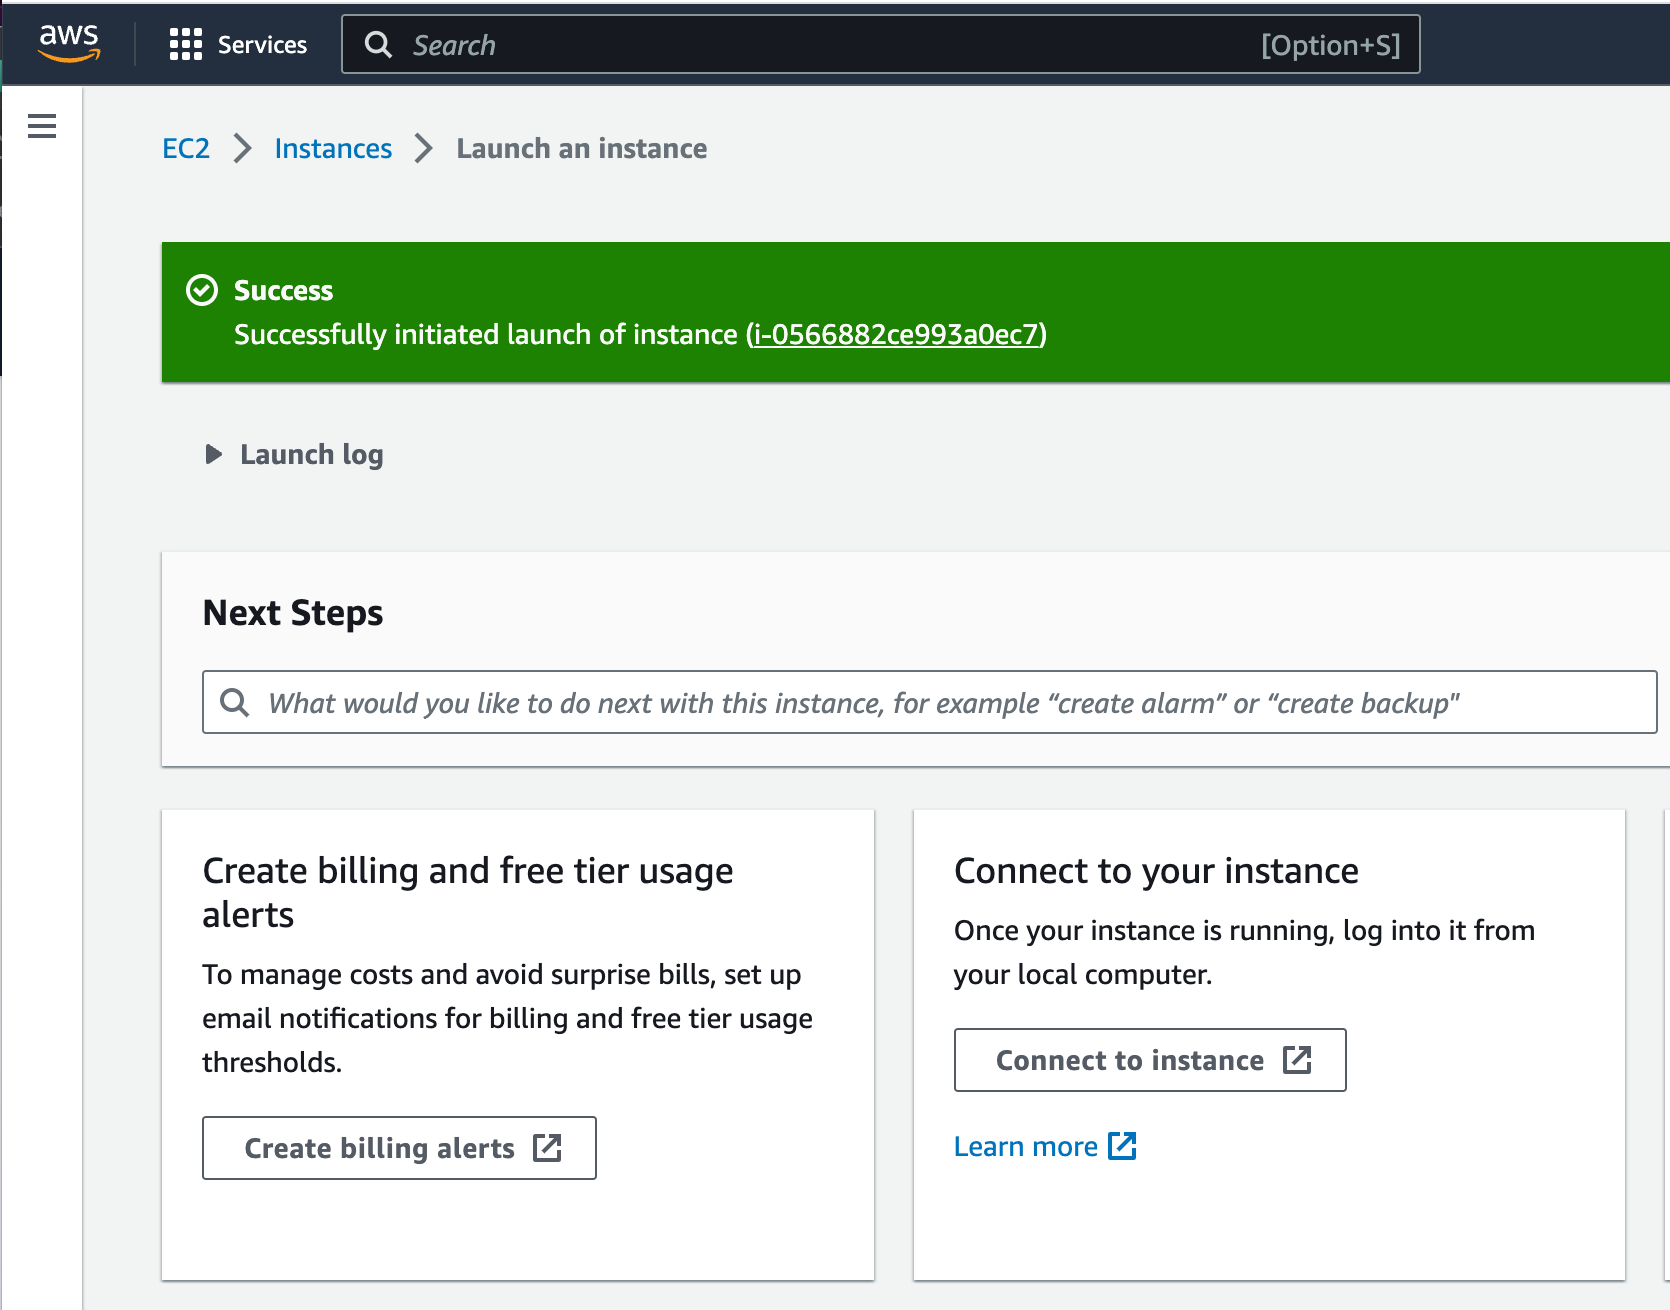 aws Services Search [Option+S]
EC2 Instances Launch an instance
Success
Successfully initiated launch of instance (i-0566882ce993a0ec7)
Launch log
Next Steps
What would you like to do next with this instance, for example “create alarm” or “create backup"
Create billing and free tier usage
alerts
To manage costs and avoid surprise bills, set up
email notifications for billing and free tier usage
thresholds.
Create billing alerts
Connect to your instance
Once your instance is running, log into it from
your local computer.
Connect to instance
Learn more